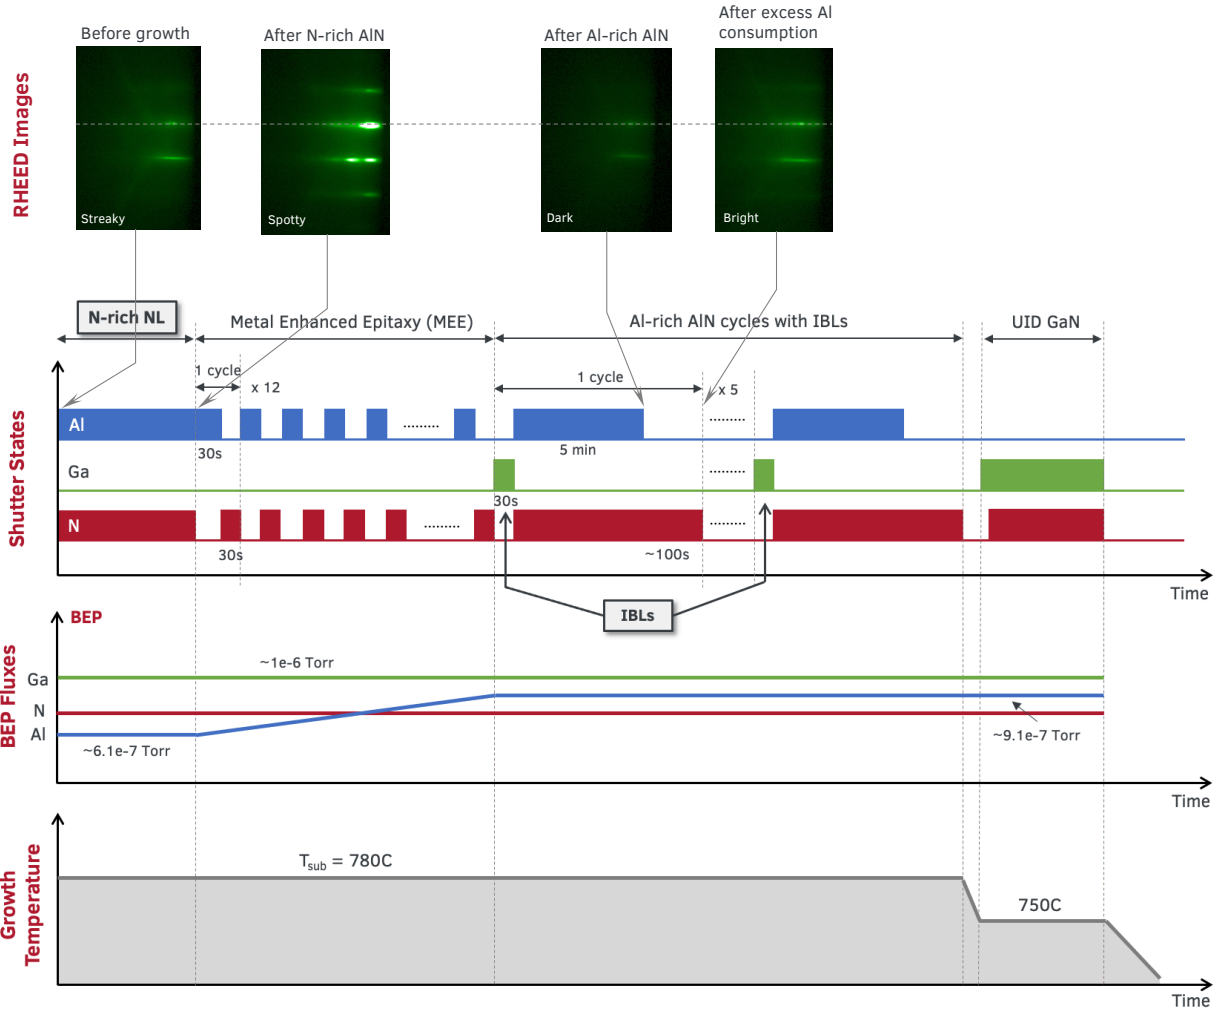 RHEED Images
Before growth
After N-rich AlN
After Al-rich AlN
After excess Al
consumption
Streaky
Spotty
Dark
Bright
N-rich NL
Metal Enhanced Epitaxy (MEE)
Al-rich AlN cycles with IBLs
UID GaN
Shutter States
1 cycle
x 12
1 cycle
x 5
Al
.........
.........
30s
5 min
Ga
.........
30s
N
.........
.........
30s
~100s
Time
IBLs
BEP Fluxes
BEP
~1e-6 Torr
Ga
N
Al
~6.1e-7 Torr
~9.1e-7 Torr
Time
Growth
Temperature
Tsub = 780C
750C
Time